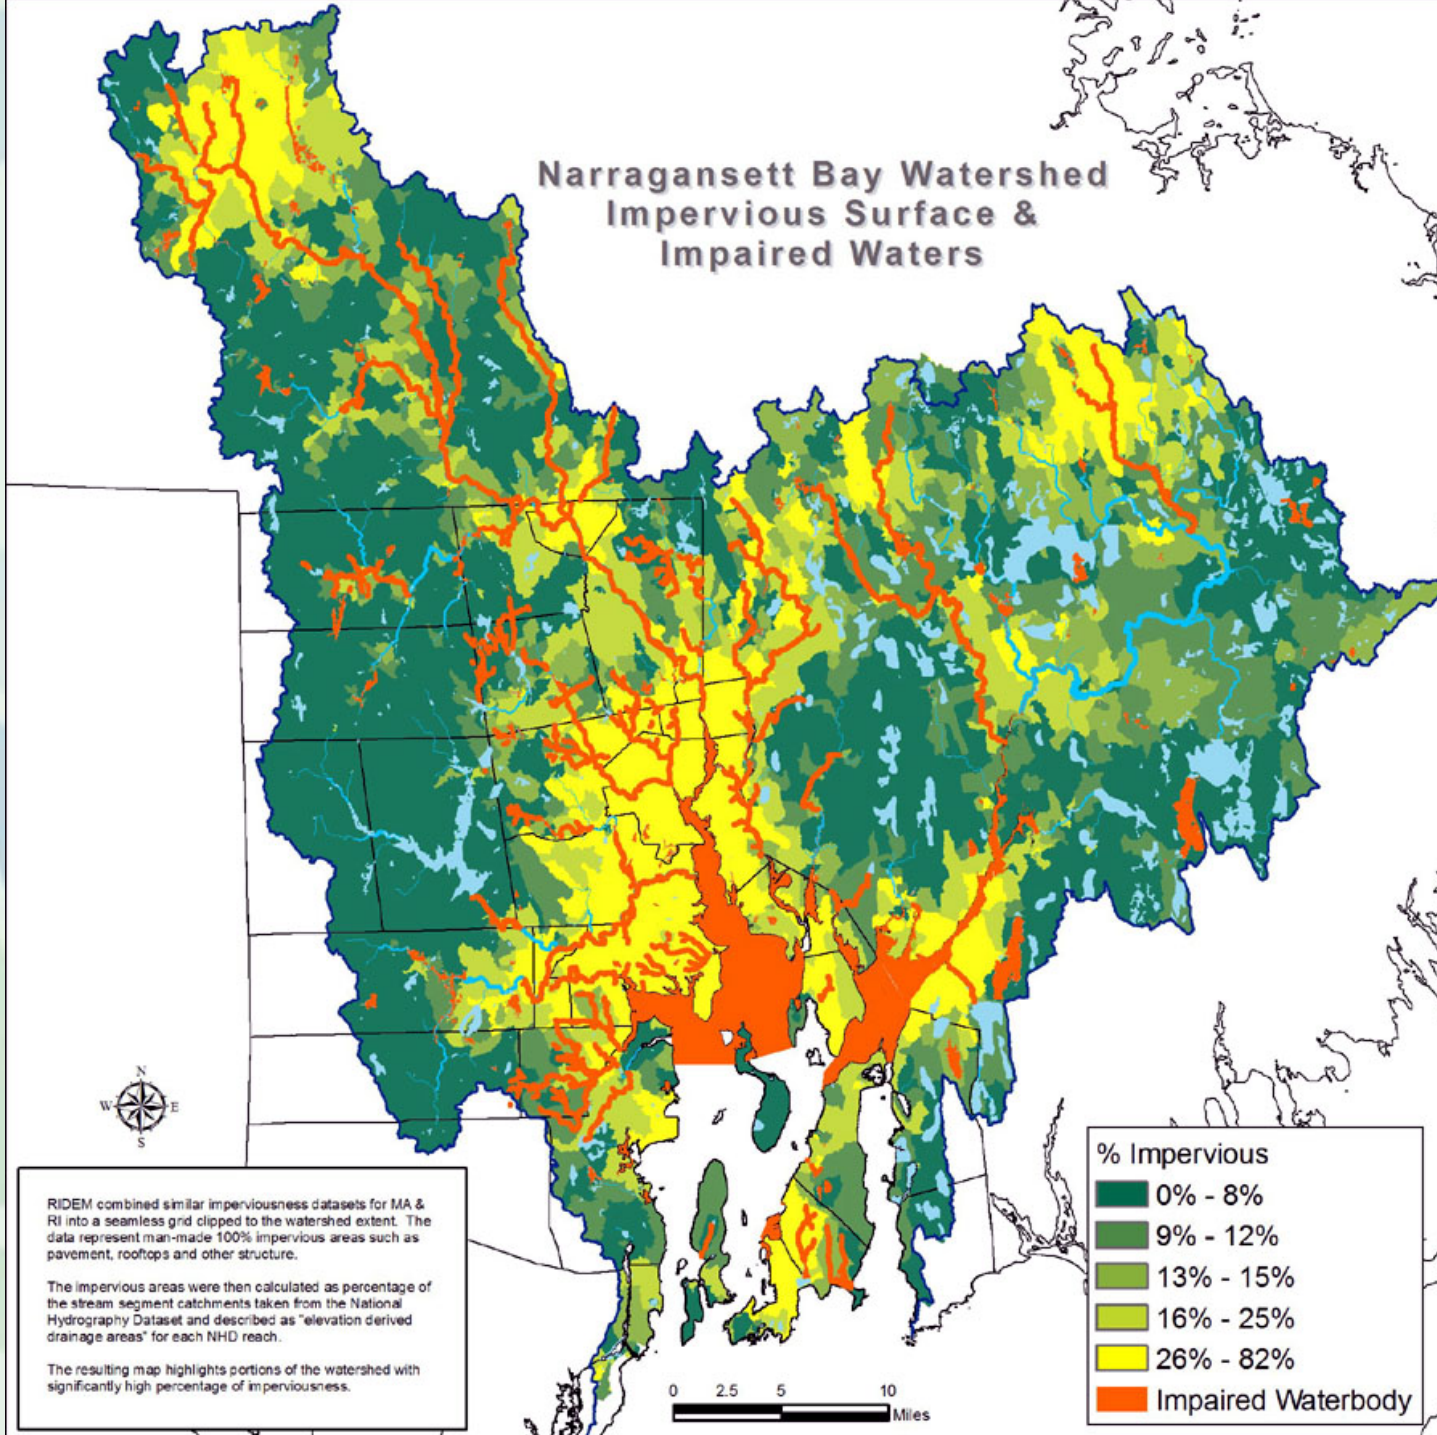 Narragansett Bay Watershed
Impervious Surface &
Impaired Waters
N
W
E
S
RIDEM combined similar imperviousness datasets for MA &
RI into a seamless grid clipped to the watershed extent. The
data represent man-made 100% impervious areas such as
pavement, rooftops and other structure.
The impervious areas were then calculated as percentage of
the stream segment catchments taken from the National
Hydrography Dataset and described as "elevation derived
drainage areas" for each NHD reach.
The resulting map highlights portions of the watershed with
significantly high percentage of imperviousness.
0 2.5 5 10
Miles
% Impervious
0% - 8%
9% - 12%
13% - 15%
16% - 25%
26% - 82%
Impaired Waterbody